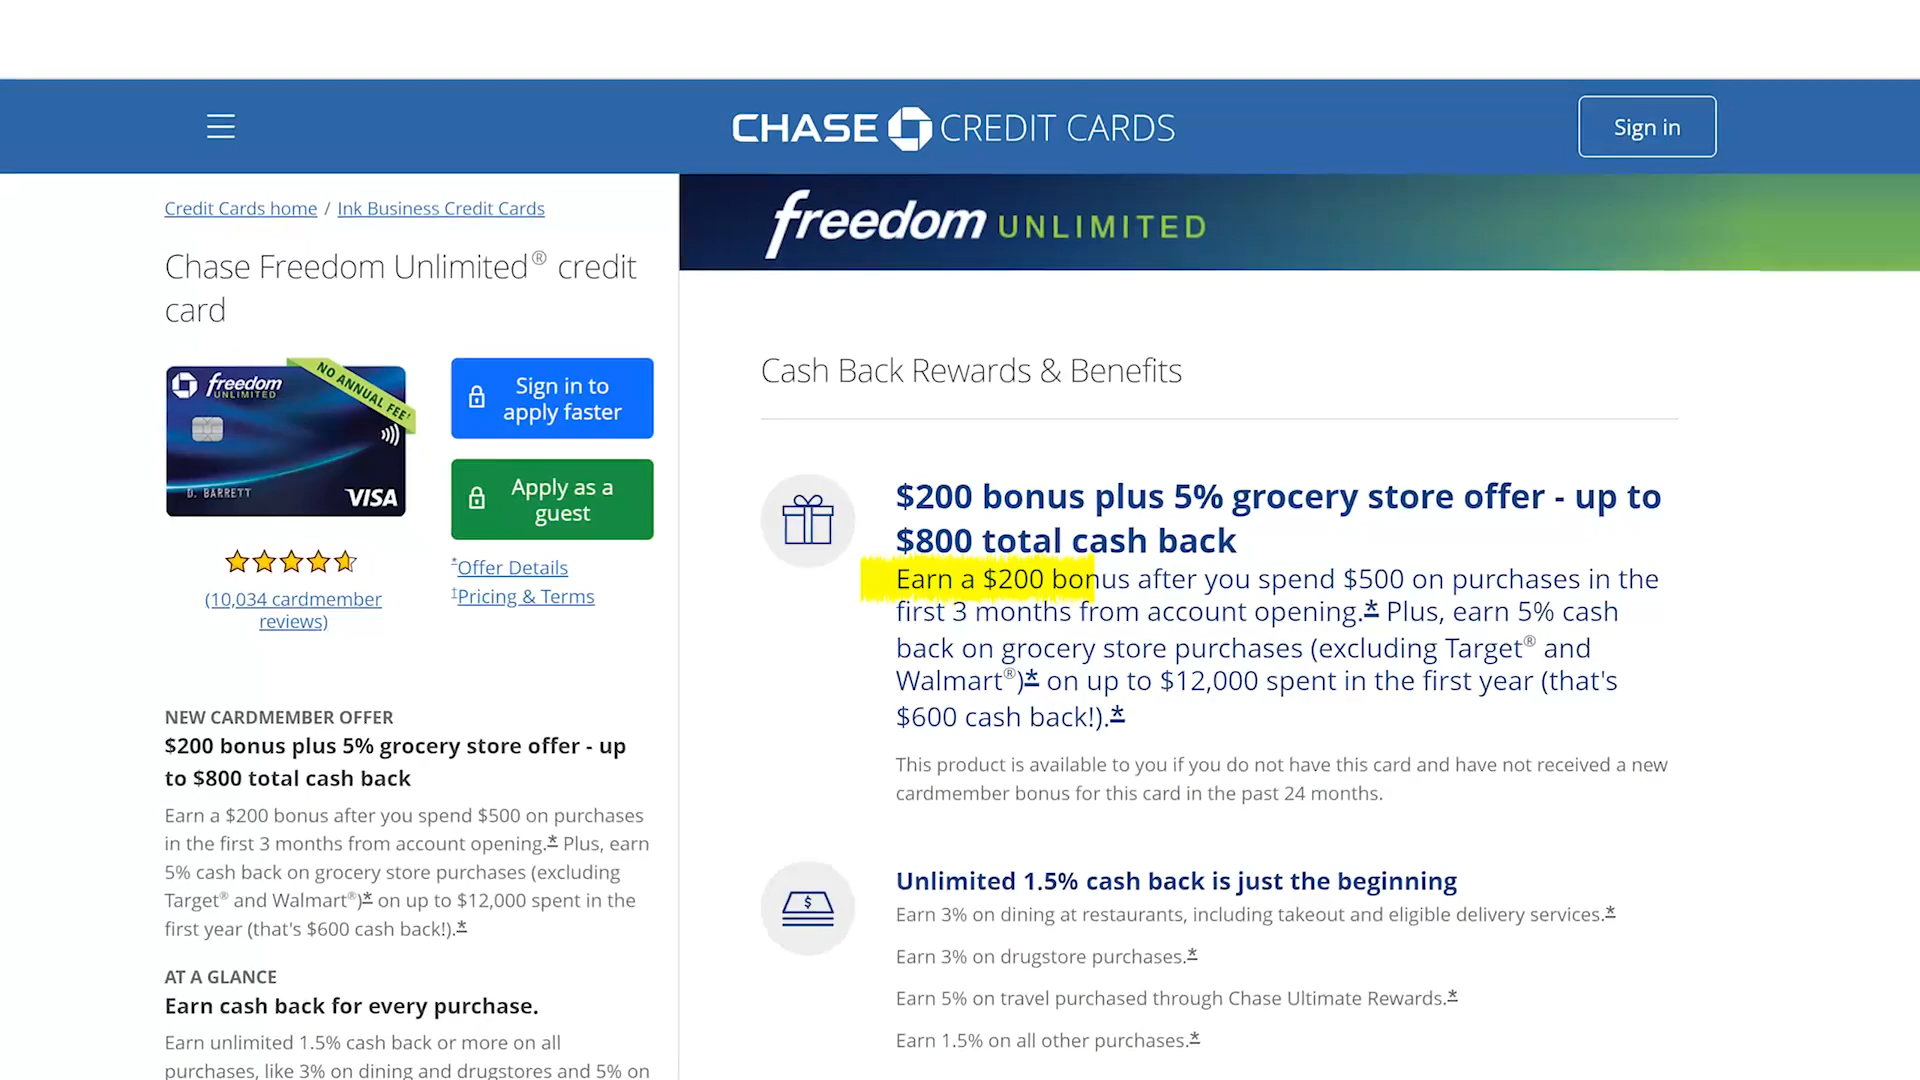 CHASE CREDIT CARDS
Sign in
Credit Cards home / Ink Business Credit Cards
Chase Freedom Unlimited® credit
card
freedom
UNLIMITED
NO ANNUAL FEE†
D. BARRETT
VISA
Sign in to
apply faster
Apply as a
guest
*Offer Details
†Pricing & Terms
(10,034 cardmember
reviews)
NEW CARDMEMBER OFFER
$200 bonus plus 5% grocery store offer - up
to $800 total cash back
Earn a $200 bonus after you spend $500 on purchases
in the first 3 months from account opening.* Plus, earn
5% cash back on grocery store purchases (excluding
Target® and Walmart®)* on up to $12,000 spent in the
first year (that's $600 cash back!).*
AT A GLANCE
Earn cash back for every purchase.
Earn unlimited 1.5% cash back or more on all
purchases, like 3% on dining and drugstores and 5% on
freedom UNLIMITED
Cash Back Rewards & Benefits
$200 bonus plus 5% grocery store offer - up to
$800 total cash back
Earn a $200 bonus after you spend $500 on purchases in the
first 3 months from account opening.* Plus, earn 5% cash
back on grocery store purchases (excluding Target® and
Walmart®)* on up to $12,000 spent in the first year (that's
$600 cash back!).*
This product is available to you if you do not have this card and have not received a new
cardmember bonus for this card in the past 24 months.
$
Unlimited 1.5% cash back is just the beginning
Earn 3% on dining at restaurants, including takeout and eligible delivery services.*
Earn 3% on drugstore purchases.*
Earn 5% on travel purchased through Chase Ultimate Rewards.*
Earn 1.5% on all other purchases.*